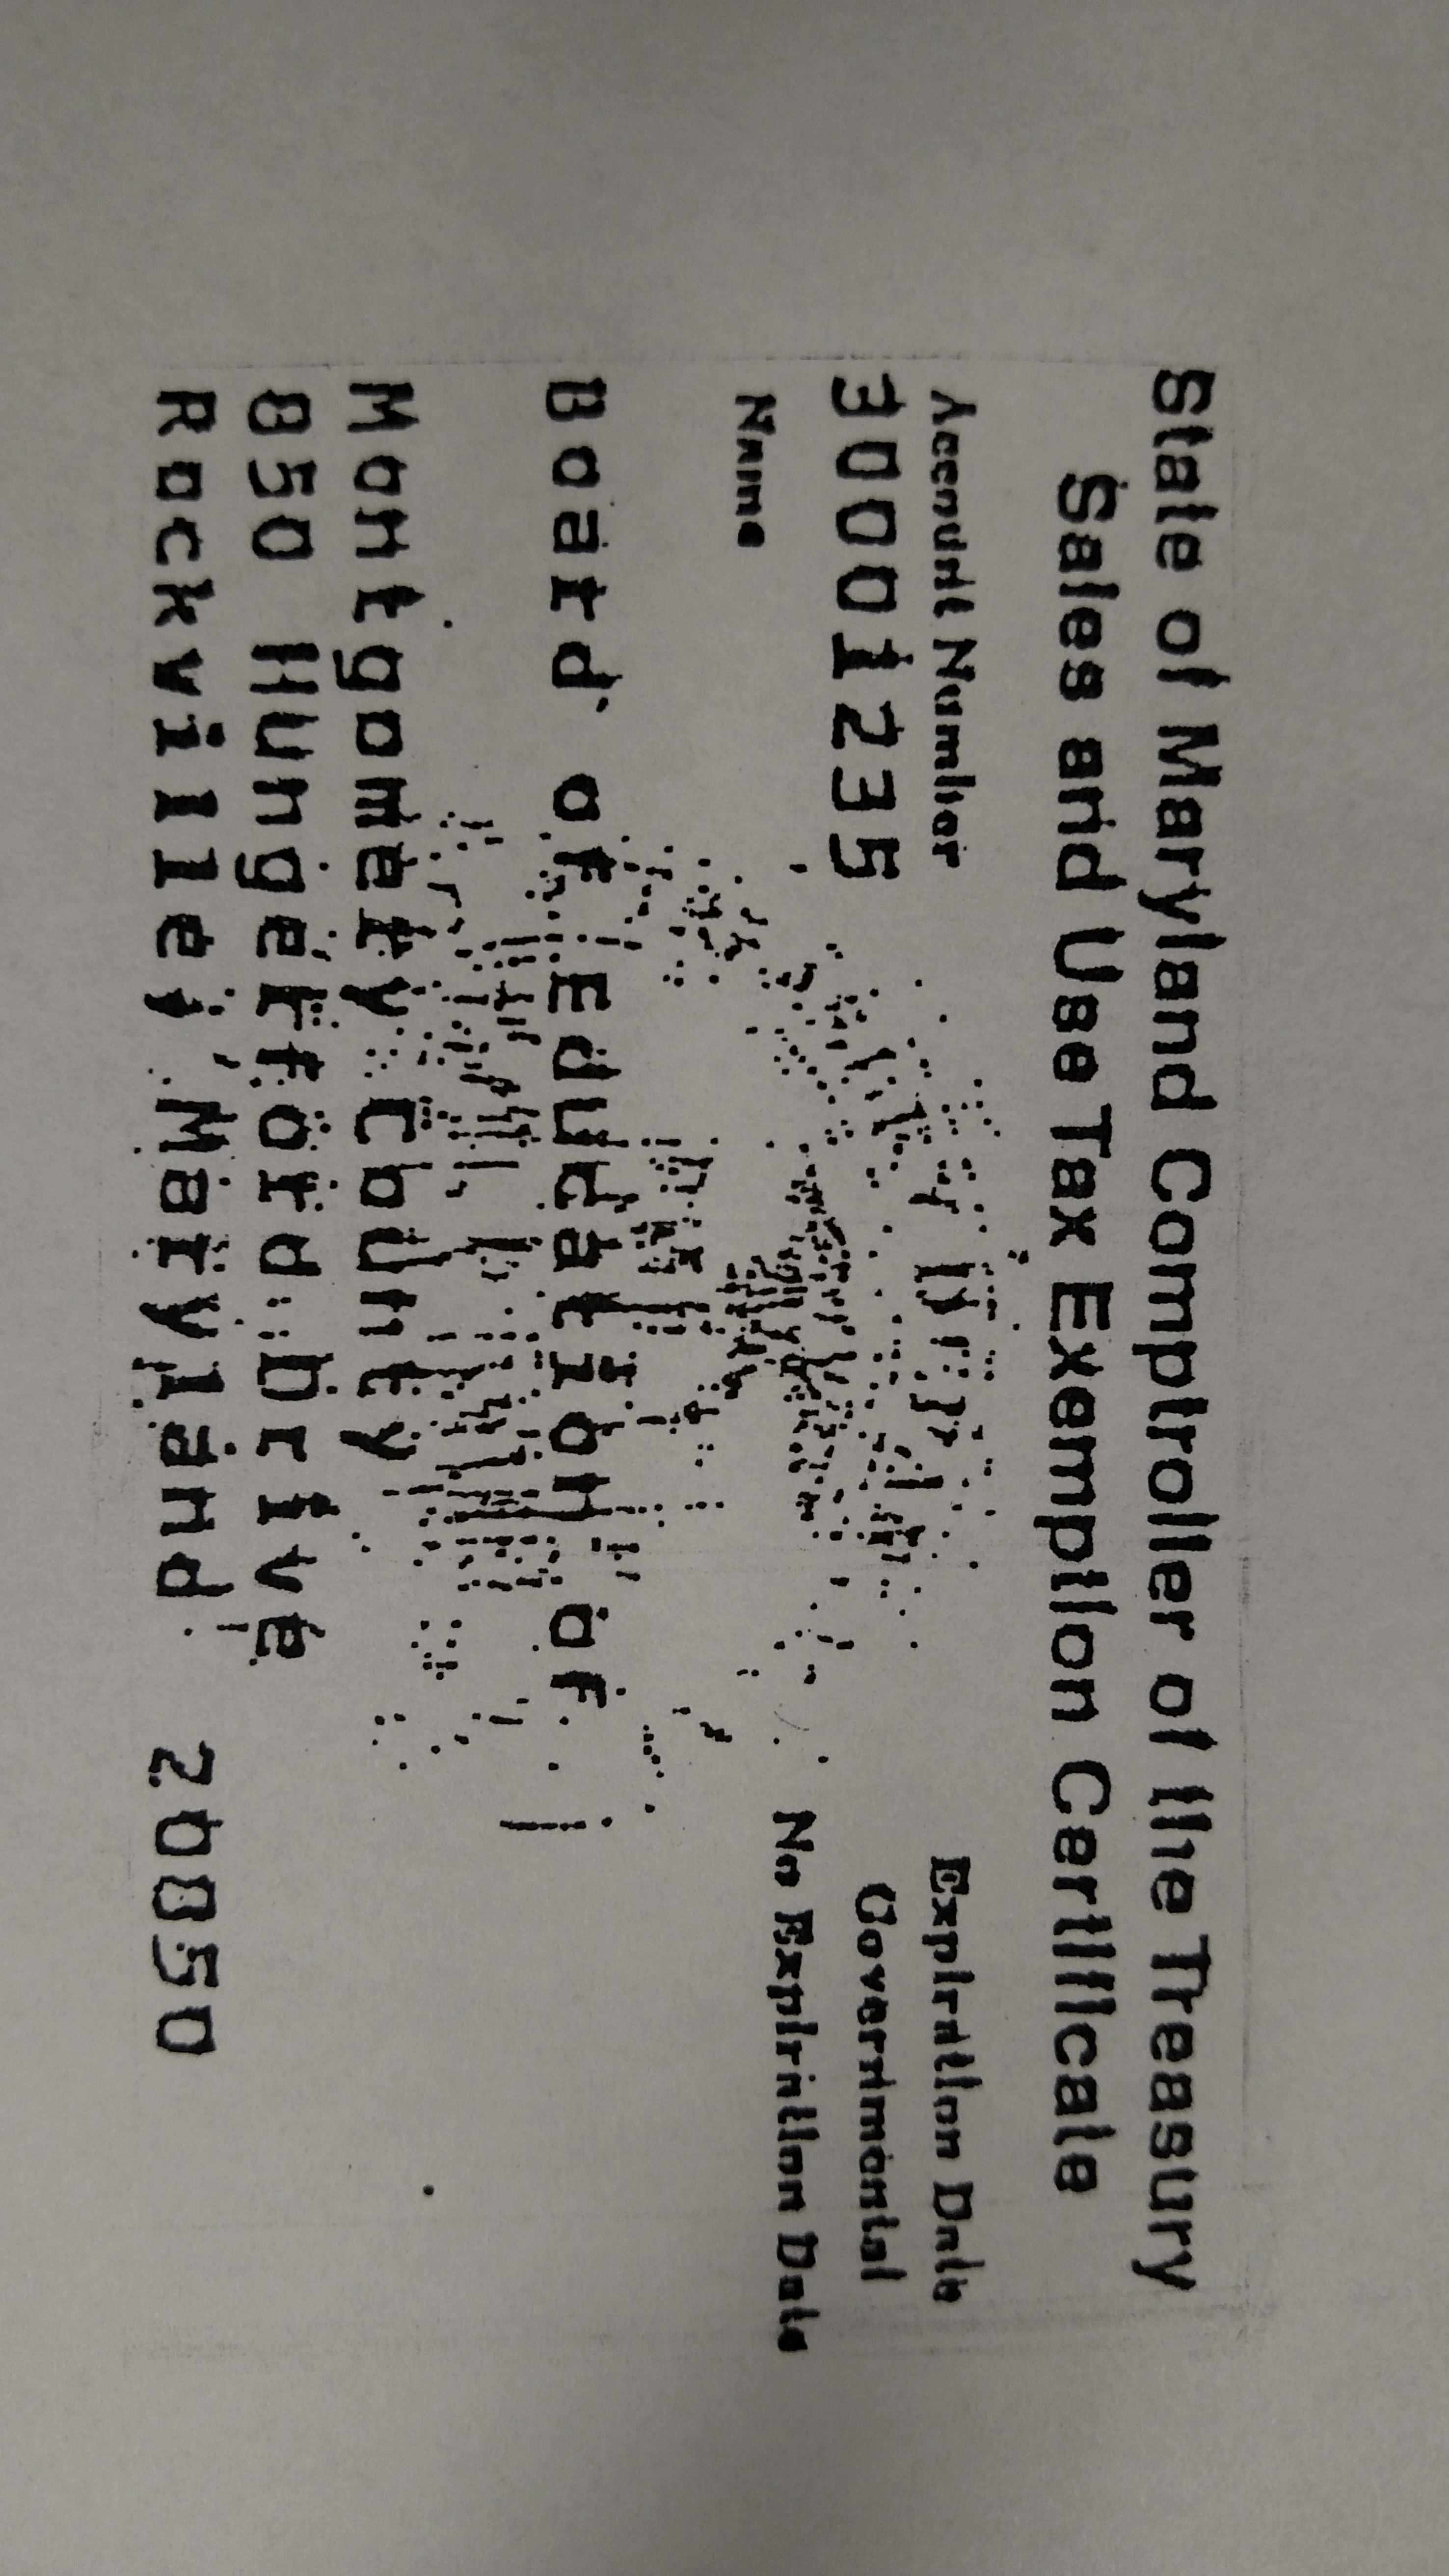 State of Maryland Comptroller of the Treasury
Sales and Use Tax Exemption Certificate
Account Number
30001235
Expiration Date
Governmental
No Expiration Date
Name
Board of Education of
Montgomery County
850 Hungerford Drive
Rockville, Maryland 20850